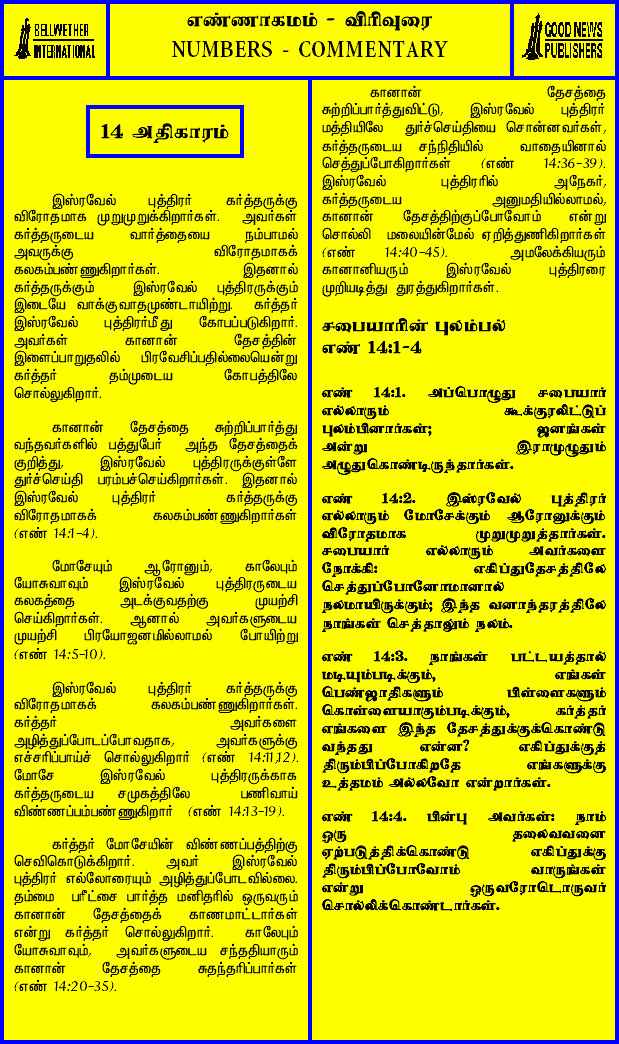 BELLWETHER
INTERNATIONAL
எண்ணாகமம் - விரிவுரை
NUMBERS - COMMENTARY
GOOD NEWS
PUBLISHERS
14 அதிகாரம்
இஸ்ரவேல் புத்திரர் கர்த்தருக்கு
விரோதமாக முறுமுறுக்கிறார்கள். அவர்கள்
கர்த்தருடைய வார்த்தையை நம்பாமல்
அவருக்கு விரோதமாகக்
கலகம்பண்ணுகிறார்கள். இதனால்
கர்த்தருக்கும் இஸ்ரவேல் புத்திரருக்கும்
இடையே வாக்குவாதமுண்டாயிற்று. கர்த்தர்
இஸ்ரவேல் புத்திரர்மீது கோபப்படுகிறார்.
அவர்கள் கானான் தேசத்தின்
இளைப்பாறுதலில் பிரவேசிப்பதில்லையென்று
கர்த்தர் தம்முடைய கோபத்திலே
சொல்லுகிறார்.
கானான் தேசத்தை சுற்றிப்பார்த்து
வந்தவர்களில் பத்துபேர் அந்த தேசத்தைக்
குறித்து, இஸ்ரவேல் புத்திரருக்குள்ளே
துர்ச்செய்தி பரம்பச்செய்கிறார்கள். இதனால்
இஸ்ரவேல் புத்திரர் கர்த்தருக்கு
விரோதமாகக் கலகம்பண்ணுகிறார்கள்
(எண் 14:1-4).
மோசேயும் ஆரோனும், காலேபும்
யோசுவாவும் இஸ்ரவேல் புத்திரருடைய
கலகத்தை அடக்குவதற்கு முயற்சி
செய்கிறார்கள். ஆனால் அவர்களுடைய
முயற்சி பிரயோஜனமில்லாமல் போயிற்று
(எண் 14:5-10).
இஸ்ரவேல் புத்திரர் கர்த்தருக்கு
விரோதமாகக் கலகம்பண்ணுகிறார்கள்.
கர்த்தர் அவர்களை
அழித்துப்போடப்போவதாக, அவர்களுக்கு
எச்சரிப்பாய்ச் சொல்லுகிறார் (எண் 14:11,12).
மோசே இஸ்ரவேல் புத்திரருக்காக
கர்த்தருடைய சமுகத்திலே பணிவாய்
விண்ணப்பம்பண்ணுகிறார் (எண் 14:13-19).
கர்த்தர் மோசேயின் விண்ணப்பத்திற்கு
செவிகொடுக்கிறார். அவர் இஸ்ரவேல்
புத்திரர் எல்லோரையும் அழித்துப்போடவில்லை.
தம்மை பரீட்சை பார்த்த மனிதரில் ஒருவரும்
கானான் தேசத்தைக் காணமாட்டார்கள்
என்று கர்த்தர் சொல்லுகிறார். காலேபும்
யோசுவாவும், அவர்களுடைய சந்ததியாரும்
கானான் தேசத்தை சுதந்தரிப்பார்கள்
(எண் 14:20-35).
கானான் தேசத்தை
சுற்றிப்பார்த்துவிட்டு, இஸ்ரவேல் புத்திரர்
மத்தியிலே துர்ச்செய்தியை சொன்னவர்கள்,
கர்த்தருடைய சந்நிதியில் வாதையினால்
செத்துப்போகிறார்கள் (எண் 14:36-39).
இஸ்ரவேல் புத்திரரில் அநேகர்,
கர்த்தருடைய அனுமதியில்லாமல்,
கானான் தேசத்திற்குப்போவோம் என்று
சொல்லி மலையின்மேல் ஏறித்துணிகிறார்கள்
(எண் 14:40-45). அமலேக்கியரும்
கானானியரும் இஸ்ரவேல் புத்திரரை
முறியடித்து துரத்துகிறார்கள்.
சபையாரின் புலம்பல்
எண் 14:1-4
எண் 14:1. அப்பொழுது சபையார்
எல்லாரும் கூக்குரலிட்டுப்
புலம்பினார்கள்; ஜனங்கள்
அன்று இராமுழுதும்
அழுதுகொண்டிருந்தார்கள்.
எண் 14:2. இஸ்ரவேல் புத்திரர்
எல்லாரும் மோசேக்கும் ஆரோனுக்கும்
விரோதமாக முறுமுறுத்தார்கள்.
சபையார் எல்லாரும் அவர்களை
நோக்கி: எகிப்துதேசத்திலே
செத்துப்போனோமானால்
நலமாயிருக்கும்; இந்த வனாந்தரத்திலே
நாங்கள் செத்தாலும் நலம்.
எண் 14:3. நாங்கள் பட்டயத்தால்
மடியும்படிக்கும், எங்கள்
பெண்ஜாதிகளும் பிள்ளைகளும்
கொள்ளையாகும்படிக்கும், கர்த்தர்
எங்களை இந்த தேசத்துக்குக்கொண்டு
வந்தது என்ன? எகிப்துக்குத்
திரும்பிப்போகிறதே எங்களுக்கு
உத்தமம் அல்லவோ என்றார்கள்.
எண் 14:4. பின்பு அவர்கள்: நாம்
ஒரு தலைவவனை
ஏற்படுத்திக்கொண்டு எகிப்துக்கு
திரும்பிப்போவோம் வாருங்கள்
என்று ஒருவரோடொருவர்
சொல்லிக்கொண்டார்கள்.